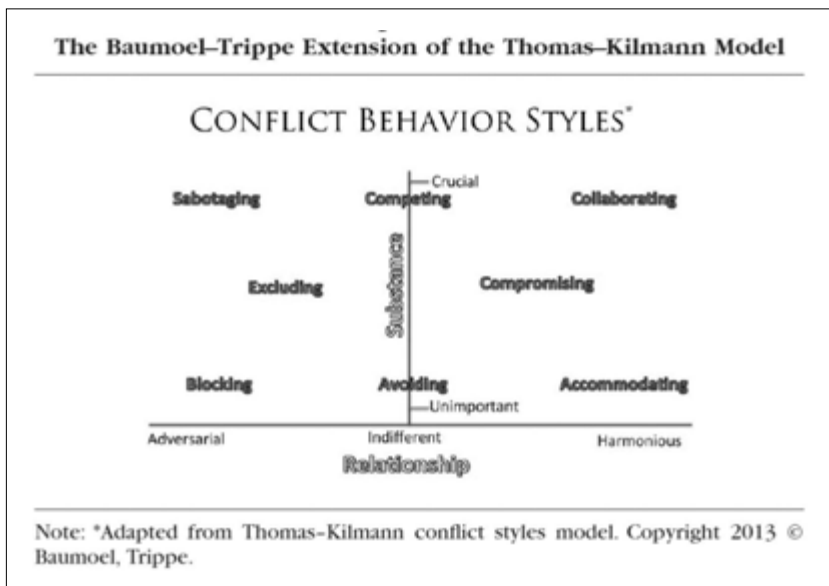 The Baumoel–Trippe Extension of the Thomas–Kilmann Model
CONFLICT BEHAVIOR STYLES*
Crucial
Sabotaging Competing Collaborating
Substance
Excluding Compromising
Blocking Avoiding Accommodating
Unimportant
Adversarial Indifferent Harmonious
Relationship
Note: *Adapted from Thomas–Kilmann conflict styles model. Copyright 2013 ©
Baumoel, Trippe.